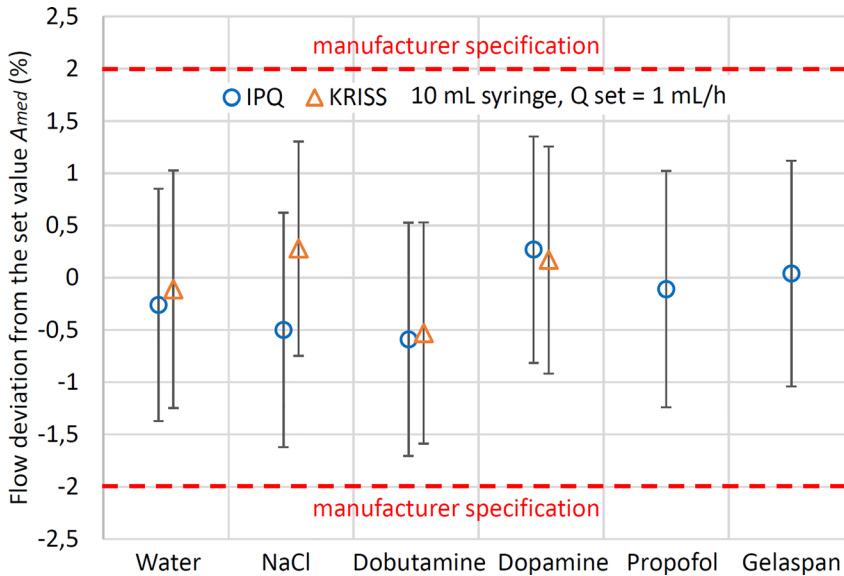 Flow deviation from the set value Amed (%)
2,5
2
1,5
1
0,5
0
-0,5
-1
-1,5
-2
-2,5
manufacturer specification
IPQ KRISS 10 mL syringe, Q set = 1 mL/h
manufacturer specification
Water NaCl Dobutamine Dopamine Propofol Gelaspan